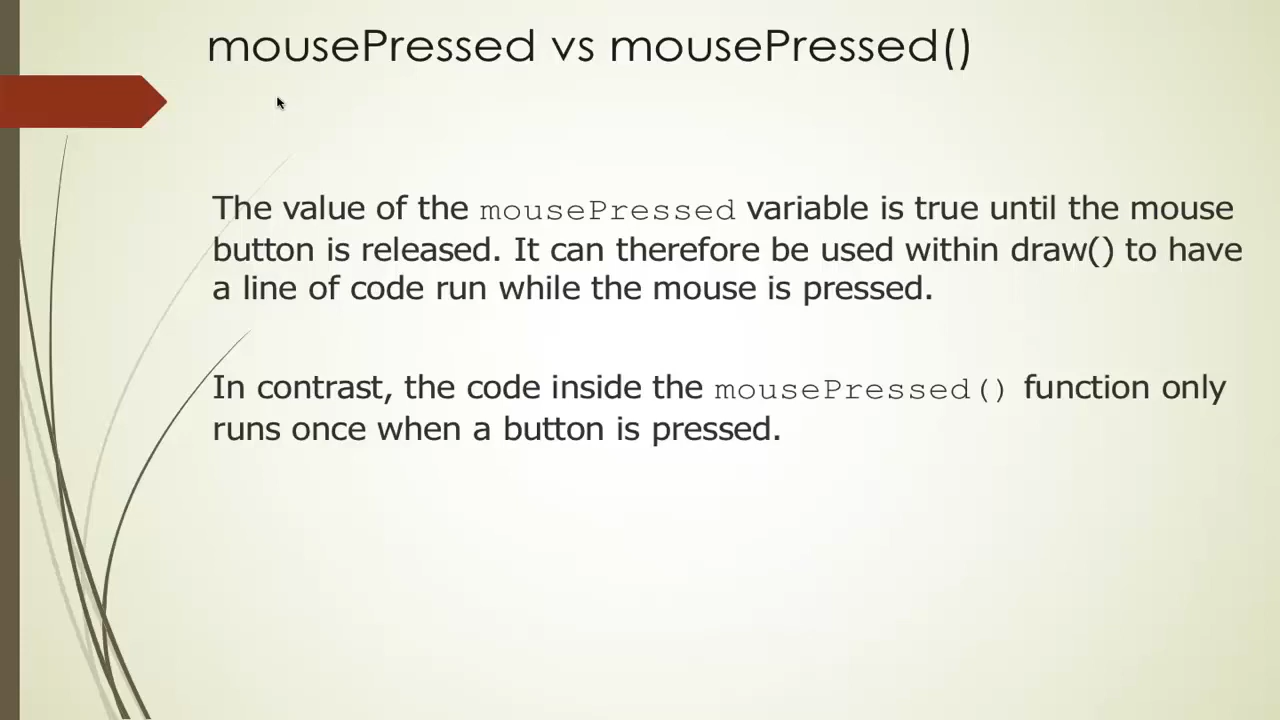 mousePressed vs mousePressed()
The value of the mousePressed variable is true until the mouse
button is released. It can therefore be used within draw() to have
a line of code run while the mouse is pressed.
In contrast, the code inside the mousePressed() function only
runs once when a button is pressed.